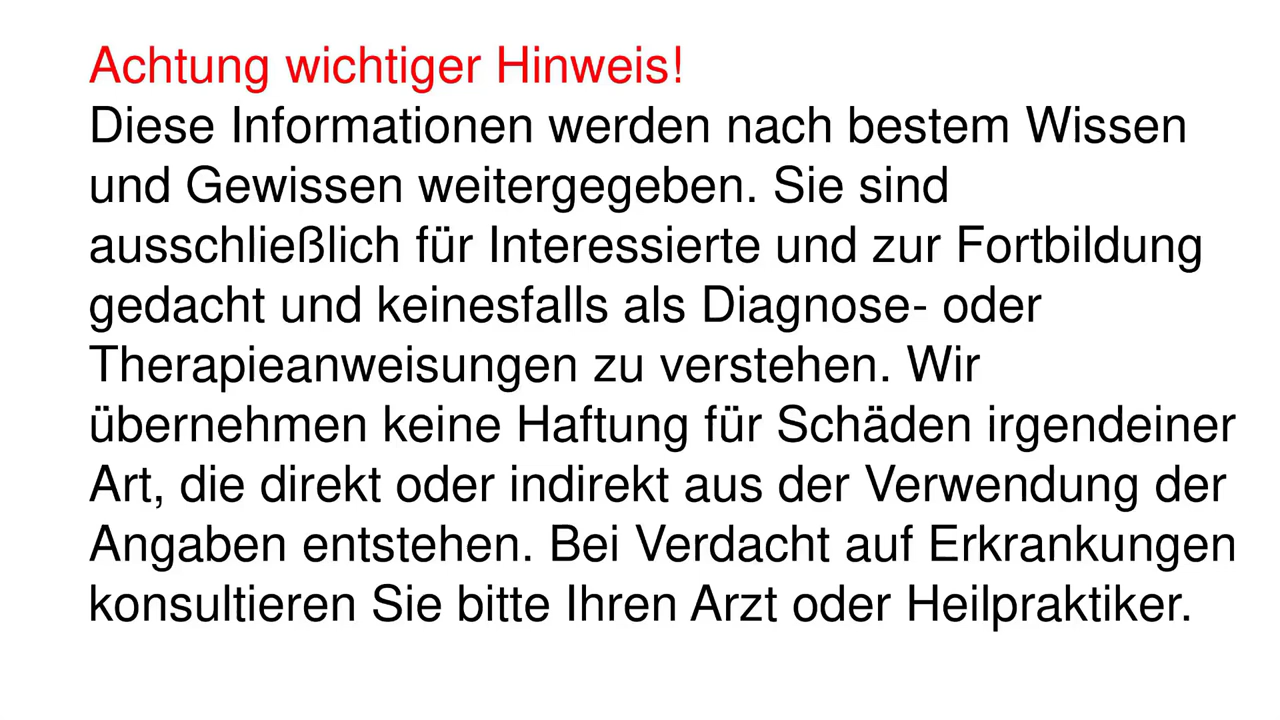 Achtung wichtiger Hinweis!
Diese Informationen werden nach bestem Wissen
und Gewissen weitergegeben. Sie sind
ausschließlich für Interessierte und zur Fortbildung
gedacht und keinesfalls als Diagnose- oder
Therapieanweisungen zu verstehen. Wir
übernehmen keine Haftung für Schäden irgendeiner
Art, die direkt oder indirekt aus der Verwendung der
Angaben entstehen. Bei Verdacht auf Erkrankungen
konsultieren Sie bitte Ihren Arzt oder Heilpraktiker.